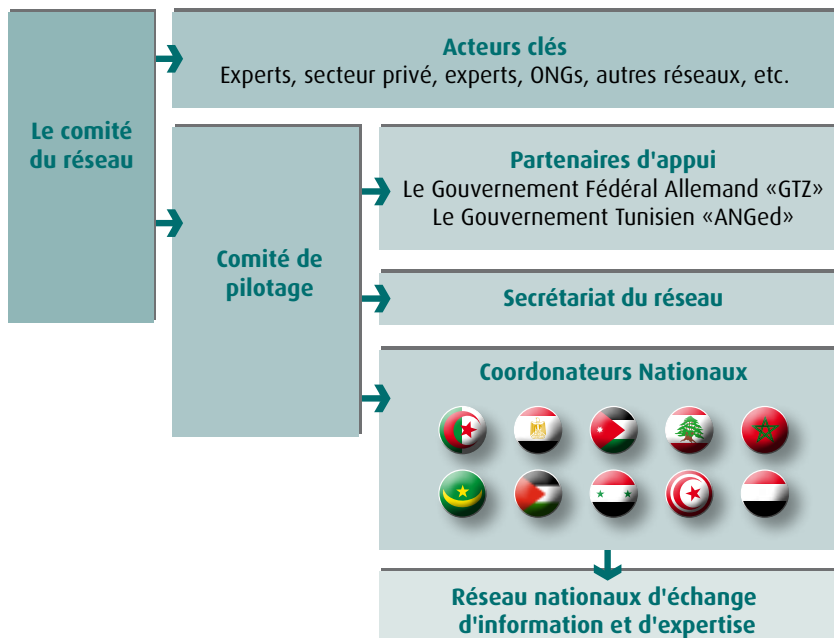 Acteurs clés
Experts, secteur privé, experts, ONGs, autres réseaux, etc.
Le comité
du réseau
Partenaires d'appui
Le Gouvernement Fédéral Allemand «GTZ»
Le Gouvernement Tunisien «ANGed»
Comité de
pilotage
Secrétariat du réseau
Coordonateurs Nationaux
Réseau nationaux d'échange
d'information et d'expertise